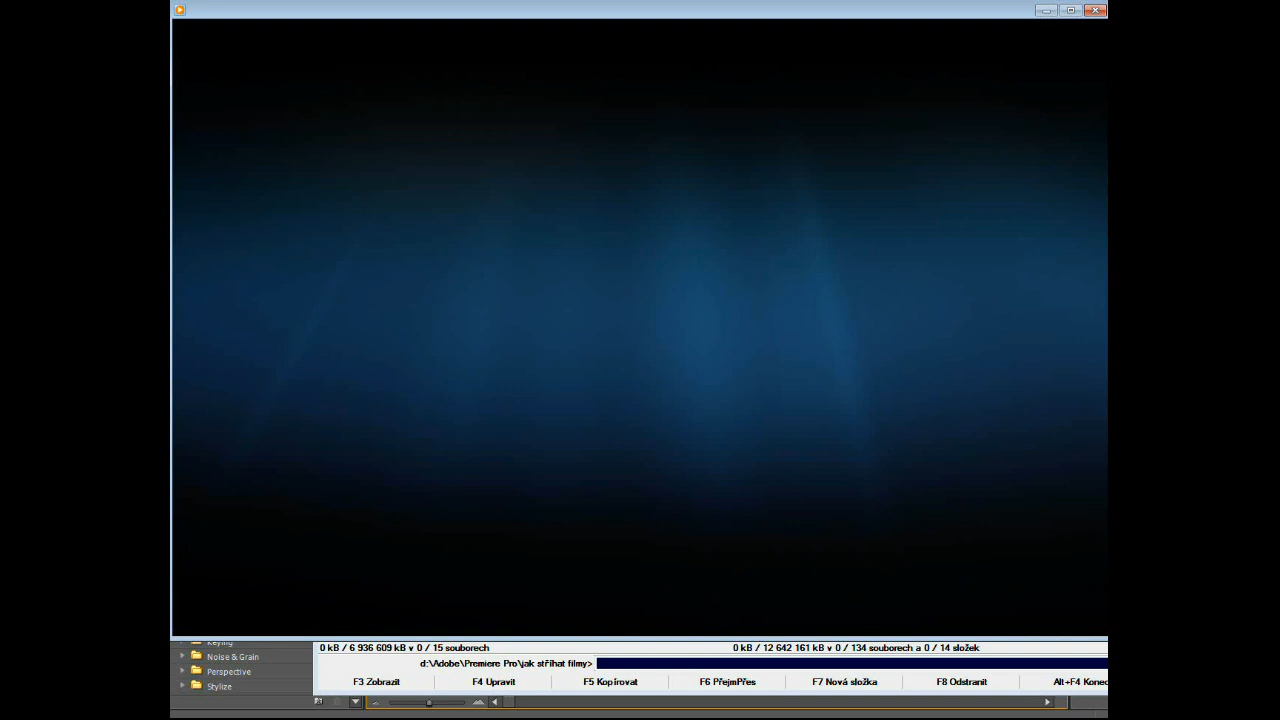 Keying
0 kB / 6 936 609 kB v 0 / 15 souborech
0 kB / 12 642 161 kB v 0 / 134 souborech a 0 / 14 složek
Noise & Grain
d:\Adobe\Premiere Pro\jak stříhat filmy>
Perspective
F3 Zobrazit
F4 Upravit
F5 Kopírovat
F6 PřejmPřes
F7 Nová složka
F8 Odstranit
Alt+F4 Konec
Stylize